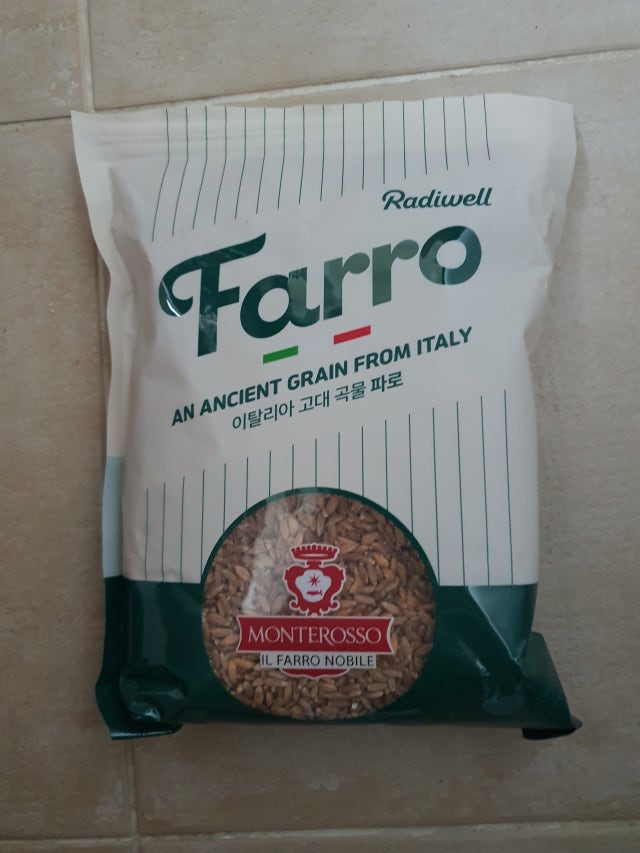 Radiwell
Farro
AN ANCIENT GRAIN FROM ITALY
이탈리아 고대 곡물 파로
MONTEROSSO
IL FARRO NOBILE